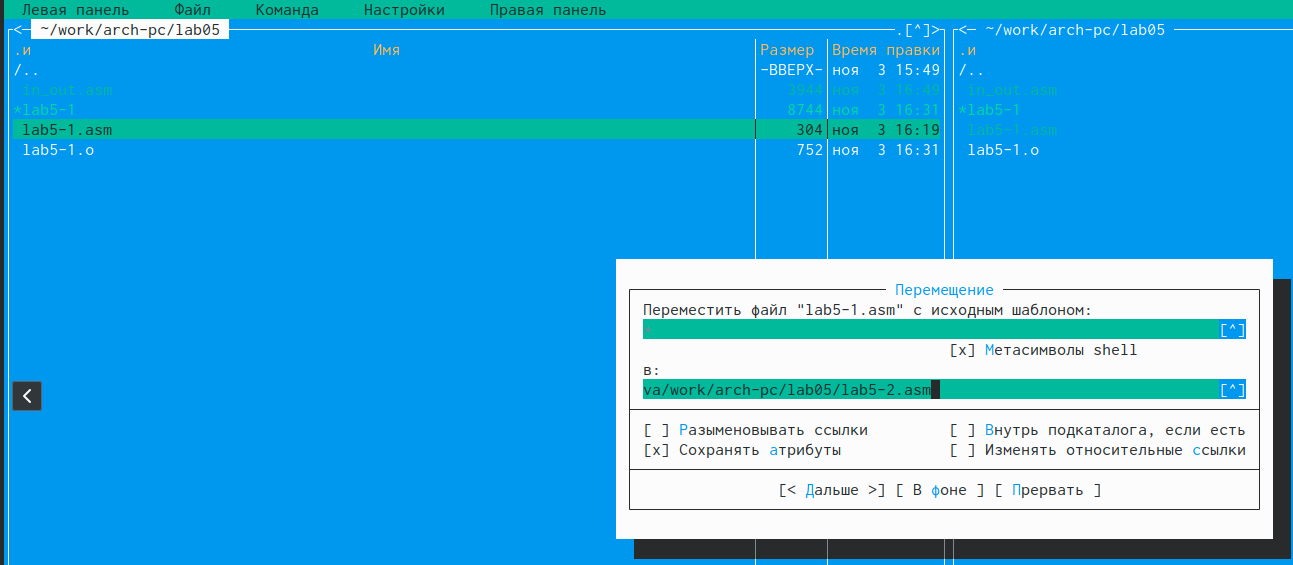 Левая панель Файл Команда Настройки Правая панель
<─ ~/work/arch-pc/lab05 .[^]> <─ ~/work/arch-pc/lab05
.и Имя Размер Время правки .и
/.. -ВВЕРХ- ноя 3 15:49 /..
in_out.asm 3944 ноя 3 16:49 in_out.asm
*lab5-1 8744 ноя 3 16:31 *lab5-1
lab5-1.asm 304 ноя 3 16:19 lab5-1.asm
lab5-1.o 752 ноя 3 16:31 lab5-1.o
Перемещение
Переместить файл "lab5-1.asm" с исходным шаблоном:
* [^]
[x] Метасимволы shell
в:
va/work/arch-pc/lab05/lab5-2.asm [^]
[ ] Разыменовывать ссылки [ ] Внутрь подкаталога, если есть
[x] Сохранять атрибуты [ ] Изменять относительные ссылки
[< Дальше >] [ В фоне ] [ Прервать ]